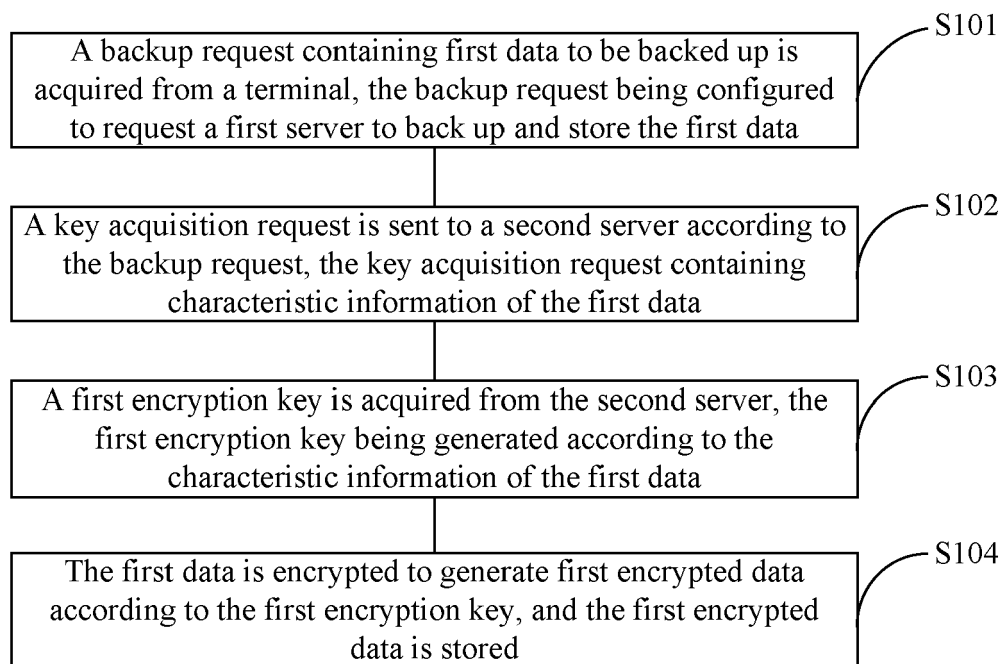 S101
A backup request containing first data to be backed up is
acquired from a terminal, the backup request being configured
to request a first server to back up and store the first data
S102
A key acquisition request is sent to a second server according to
the backup request, the key acquisition request containing
characteristic information of the first data
S103
A first encryption key is acquired from the second server, the
first encryption key being generated according to the
characteristic information of the first data
S104
The first data is encrypted to generate first encrypted data
according to the first encryption key, and the first encrypted
data is stored